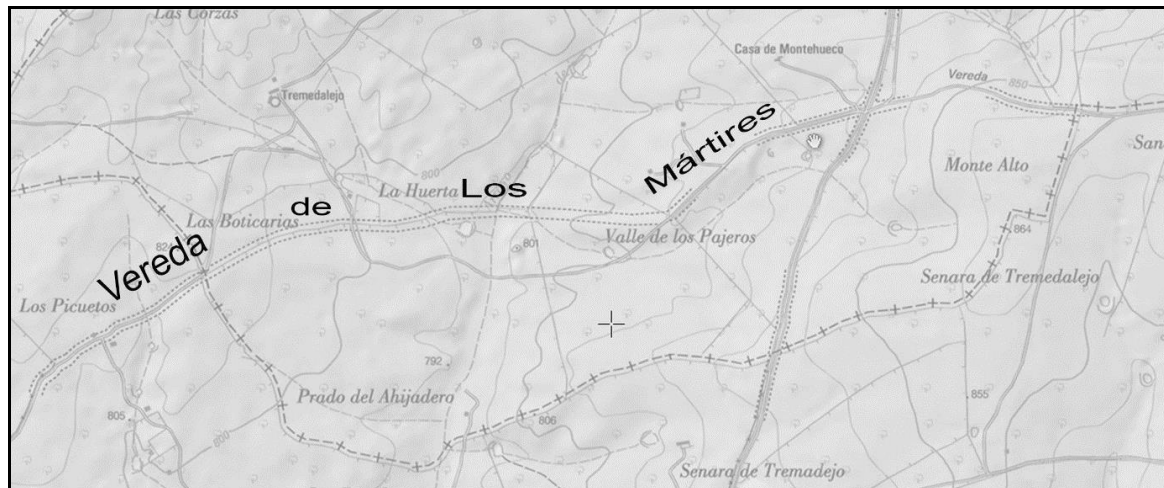 Las Corzas
Casa de Montehueco
Vereda
850
Tremedalejo
Mártires
San
Monte Alto
800
La Huerta
Los
de
Las Boticarias
Vereda
801
Valle de los Pajeros
864
Senara de Tremedalejo
Los Picuetos
792
Prado del Ahijadero
855
805
806
800
Senara de Tremadejo